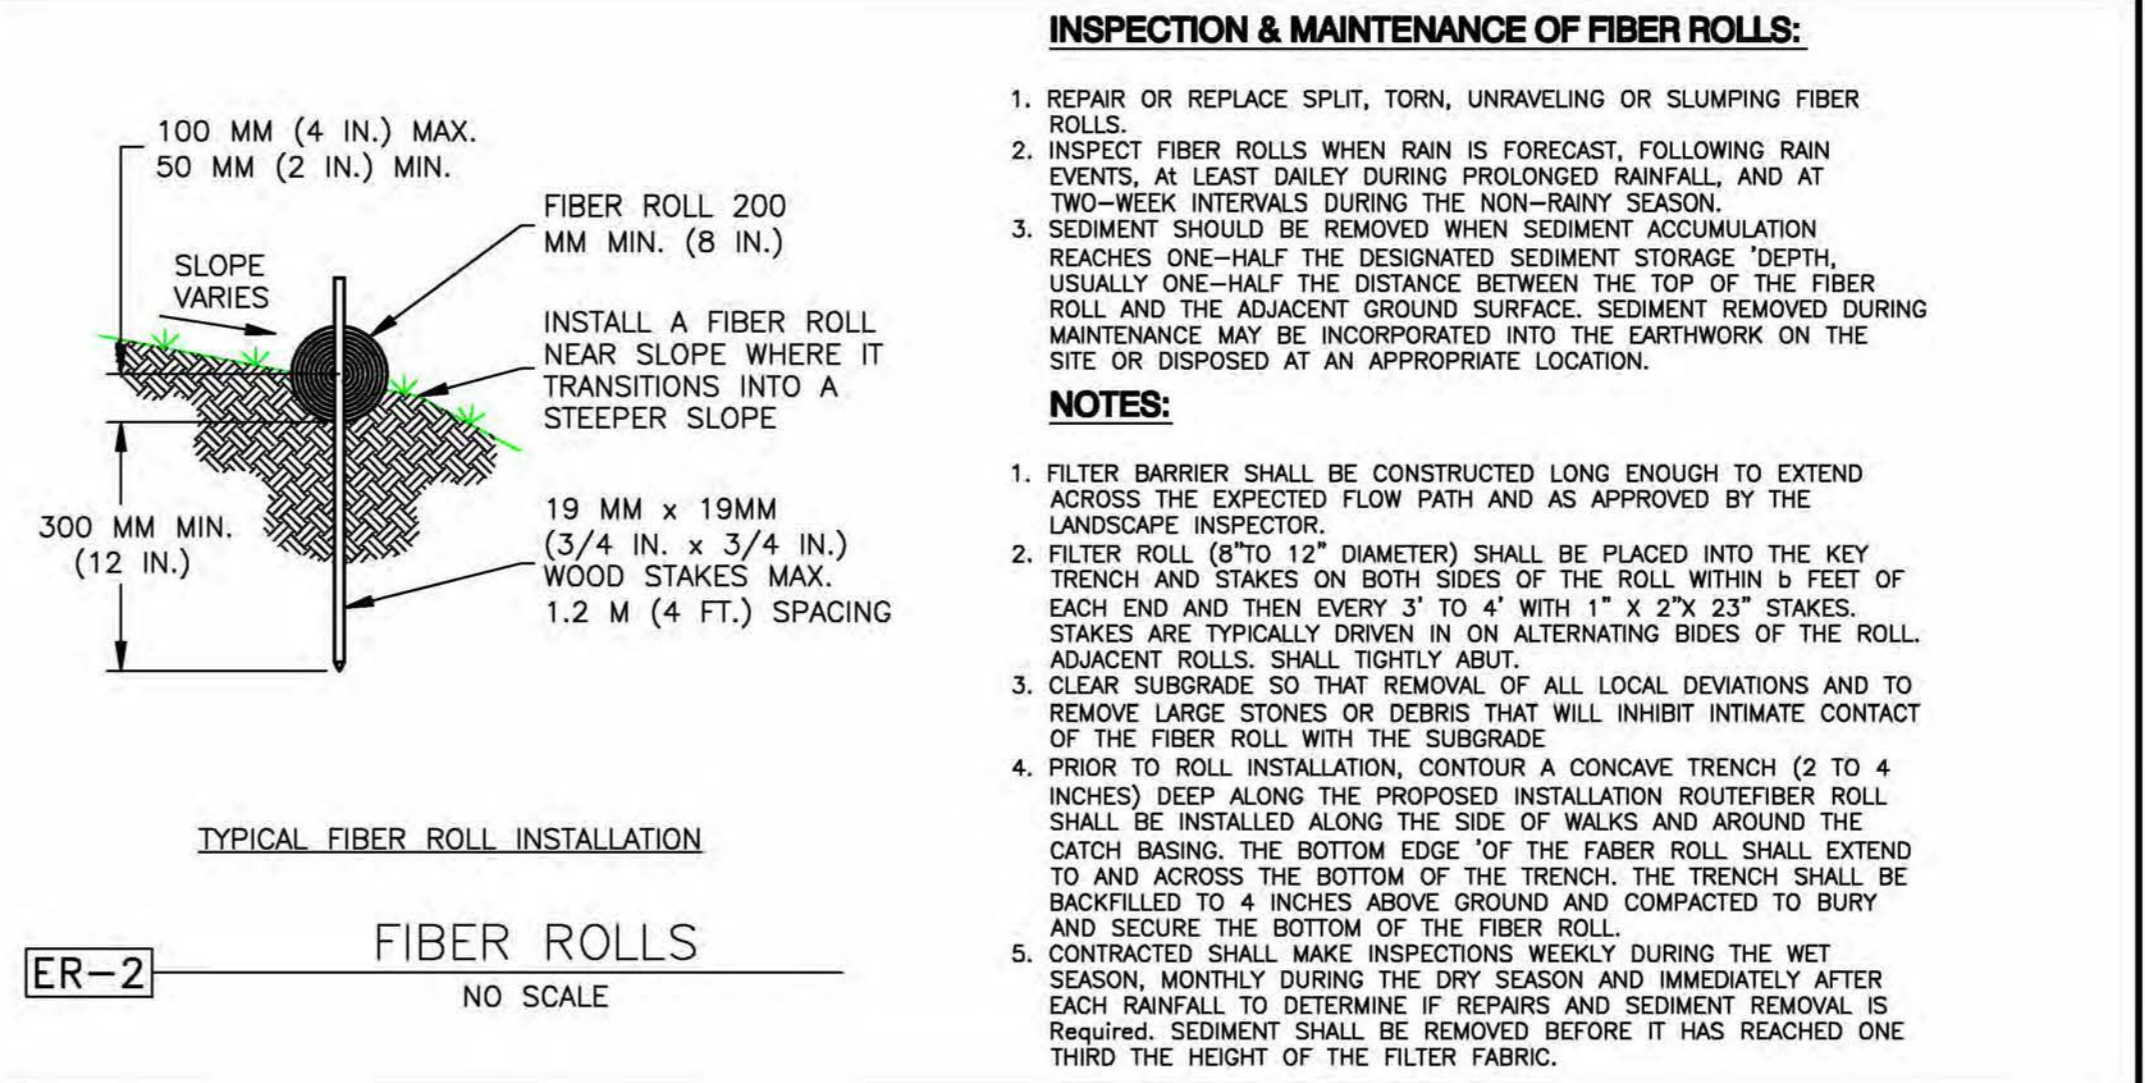 100 MM (4 IN.) MAX.
50 MM (2 IN.) MIN.
SLOPE
VARIES
FIBER ROLL 200
MM MIN. (8 IN.)
INSTALL A FIBER ROLL
NEAR SLOPE WHERE IT
TRANSITIONS INTO A
STEEPER SLOPE
300 MM MIN.
(12 IN.)
19 MM x 19MM
(3/4 IN. x 3/4 IN.)
WOOD STAKES MAX.
1.2 M (4 FT.) SPACING
TYPICAL FIBER ROLL INSTALLATION
ER-2
FIBER ROLLS
NO SCALE
INSPECTION & MAINTENANCE OF FIBER ROLLS:
1. REPAIR OR REPLACE SPLIT, TORN, UNRAVELING OR SLUMPING FIBER
ROLLS.
2. INSPECT FIBER ROLLS WHEN RAIN IS FORECAST, FOLLOWING RAIN
EVENTS, At LEAST DAILEY DURING PROLONGED RAINFALL, AND AT
TWO-WEEK INTERVALS DURING THE NON-RAINY SEASON.
3. SEDIMENT SHOULD BE REMOVED WHEN SEDIMENT ACCUMULATION
REACHES ONE-HALF THE DESIGNATED SEDIMENT STORAGE 'DEPTH,
USUALLY ONE-HALF THE DISTANCE BETWEEN THE TOP OF THE FIBER
ROLL AND THE ADJACENT GROUND SURFACE. SEDIMENT REMOVED DURING
MAINTENANCE MAY BE INCORPORATED INTO THE EARTHWORK ON THE
SITE OR DISPOSED AT AN APPROPRIATE LOCATION.
NOTES:
1. FILTER BARRIER SHALL BE CONSTRUCTED LONG ENOUGH TO EXTEND
ACROSS THE EXPECTED FLOW PATH AND AS APPROVED BY THE
LANDSCAPE INSPECTOR.
2. FILTER ROLL (8"TO 12" DIAMETER) SHALL BE PLACED INTO THE KEY
TRENCH AND STAKES ON BOTH SIDES OF THE ROLL WITHIN b FEET OF
EACH END AND THEN EVERY 3' TO 4' WITH 1" X 2"X 23" STAKES.
STAKES ARE TYPICALLY DRIVEN IN ON ALTERNATING BIDES OF THE ROLL.
ADJACENT ROLLS. SHALL TIGHTLY ABUT.
3. CLEAR SUBGRADE SO THAT REMOVAL OF ALL LOCAL DEVIATIONS AND TO
REMOVE LARGE STONES OR DEBRIS THAT WILL INHIBIT INTIMATE CONTACT
OF THE FIBER ROLL WITH THE SUBGRADE
4. PRIOR TO ROLL INSTALLATION, CONTOUR A CONCAVE TRENCH (2 TO 4
INCHES) DEEP ALONG THE PROPOSED INSTALLATION ROUTEFIBER ROLL
SHALL BE INSTALLED ALONG THE SIDE OF WALKS AND AROUND THE
CATCH BASING. THE BOTTOM EDGE 'OF THE FABER ROLL SHALL EXTEND
TO AND ACROSS THE BOTTOM OF THE TRENCH. THE TRENCH SHALL BE
BACKFILLED TO 4 INCHES ABOVE GROUND AND COMPACTED TO BURY
AND SECURE THE BOTTOM OF THE FIBER ROLL.
5. CONTRACTED SHALL MAKE INSPECTIONS WEEKLY DURING THE WET
SEASON, MONTHLY DURING THE DRY SEASON AND IMMEDIATELY AFTER
EACH RAINFALL TO DETERMINE IF REPAIRS AND SEDIMENT REMOVAL IS
Required. SEDIMENT SHALL BE REMOVED BEFORE IT HAS REACHED ONE
THIRD THE HEIGHT OF THE FILTER FABRIC.